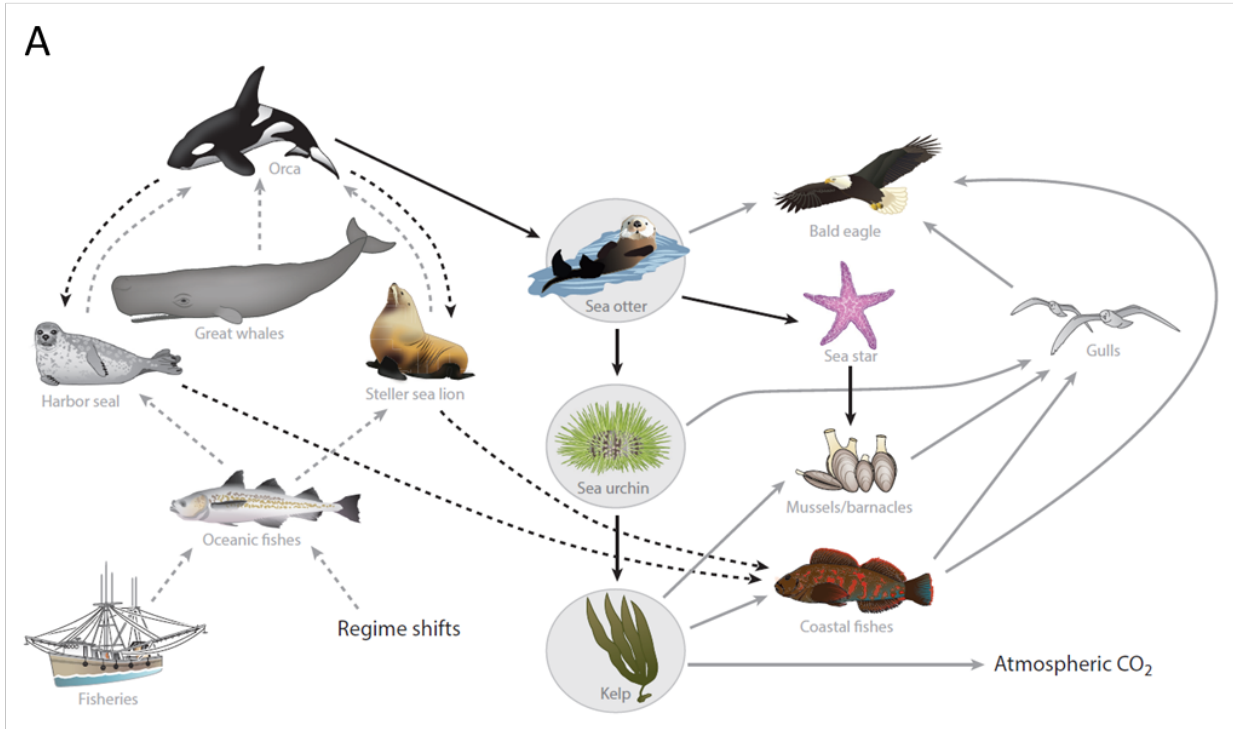 A
Orca
Bald eagle
Sea otter
Great whales
Sea star
Gulls
Harbor seal
Steller sea lion
Sea urchin
Mussels/barnacles
Oceanic fishes
Regime shifts
Coastal fishes
Atmospheric CO₂
Kelp
Fisheries